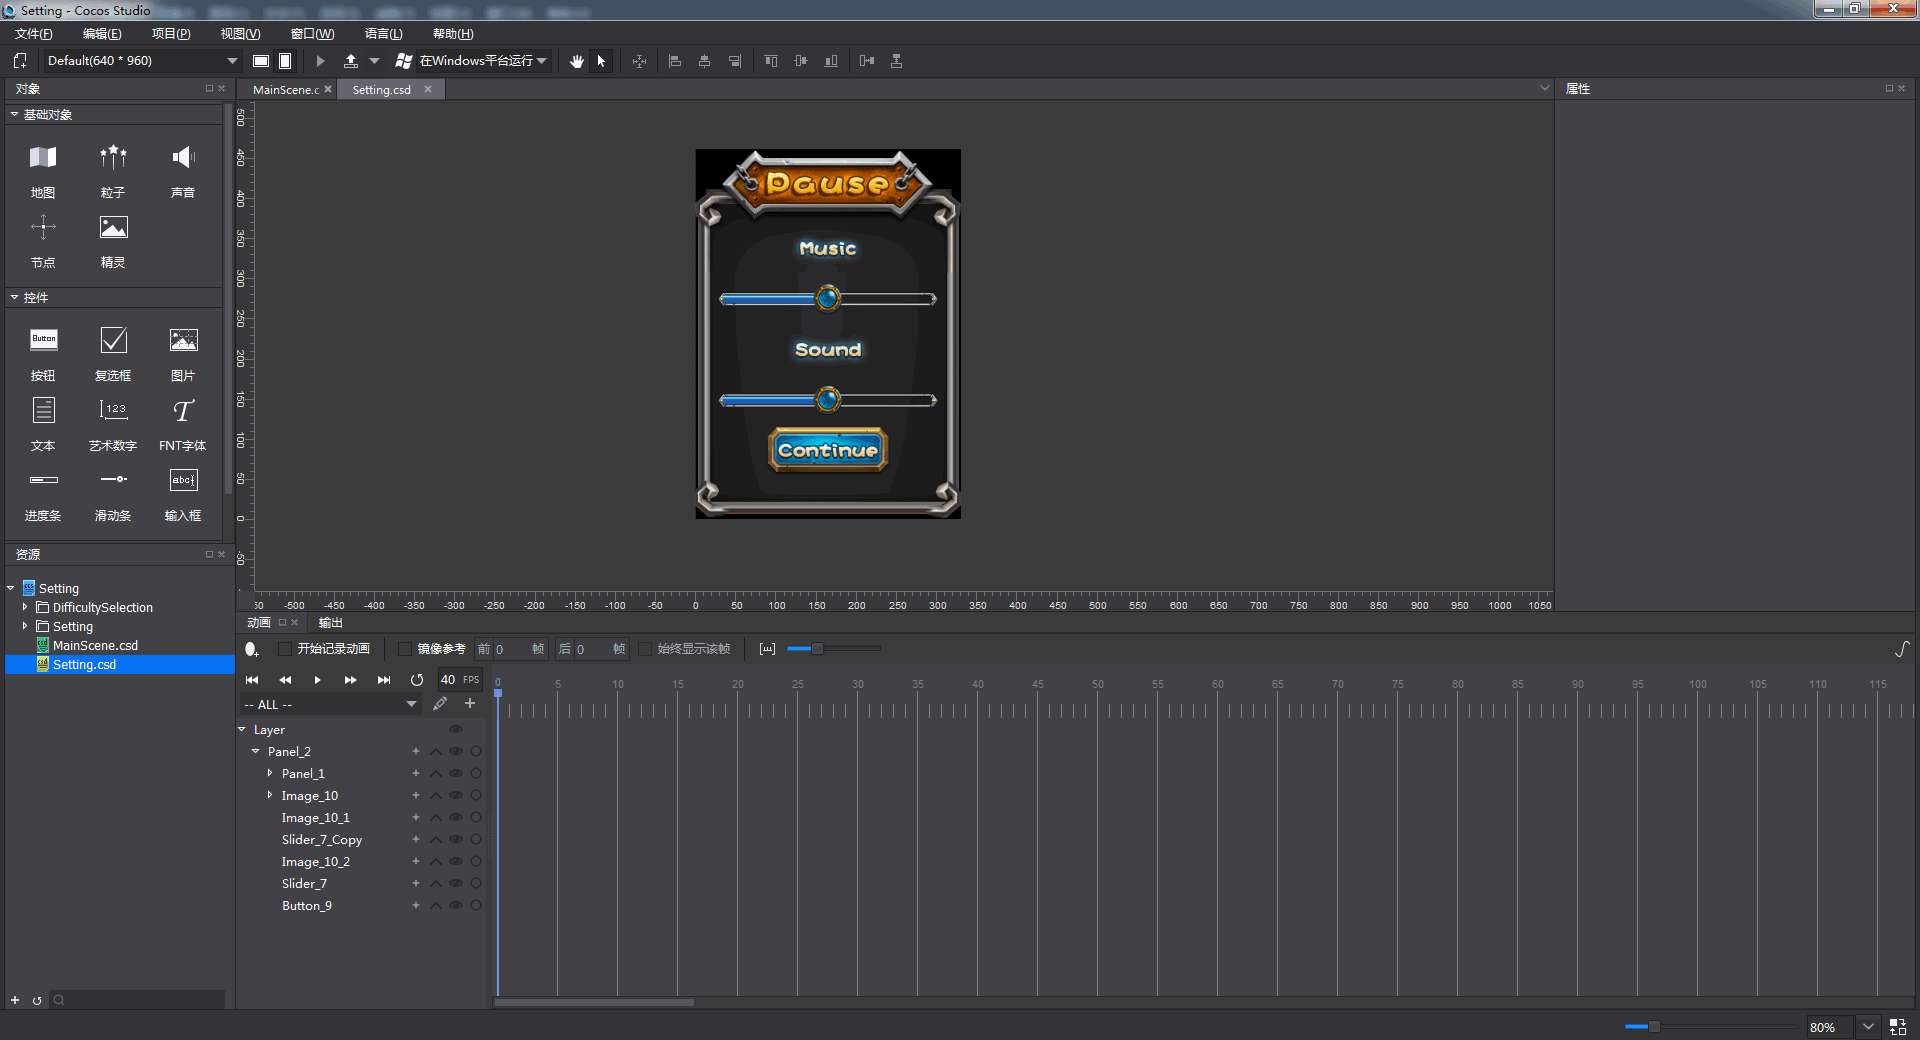 Setting - Cocos Studio
文件(F) 编辑(E) 项目(P) 视图(V) 窗口(W) 语言(L) 帮助(H)
Default(640 * 960) 在Windows平台运行
对象
MainScene.c Setting.csd
属性
基础对象
地图 粒子 声音
节点 精灵
控件
Button
按钮 复选框 图片
123
文本 艺术数字 FNT字体
abc
进度条 滑动条 输入框
500
450
400
350
300
250
200
150
100
50
0
-50
Pause
Music
Sound
Continue
50 -500 -450 -400 -350 -300 -250 -200 -150 -100 -50 0 50 100 150 200 250 300 350 400 450 500 550 600 650 700 750 800 850 900 950 1000 1050
资源
Setting
DifficultySelection
Setting
MainScene.csd
Setting.csd
动画 输出
开始记录动画 镜像参考 前 0 帧 后 0 帧 始终显示该帧
40 FPS
0 5 10 15 20 25 30 35 40 45 50 55 60 65 70 75 80 85 90 95 100 105 110 115
-- ALL --
Layer
Panel_2
Panel_1
Image_10
Image_10_1
Slider_7_Copy
Image_10_2
Slider_7
Button_9
80%